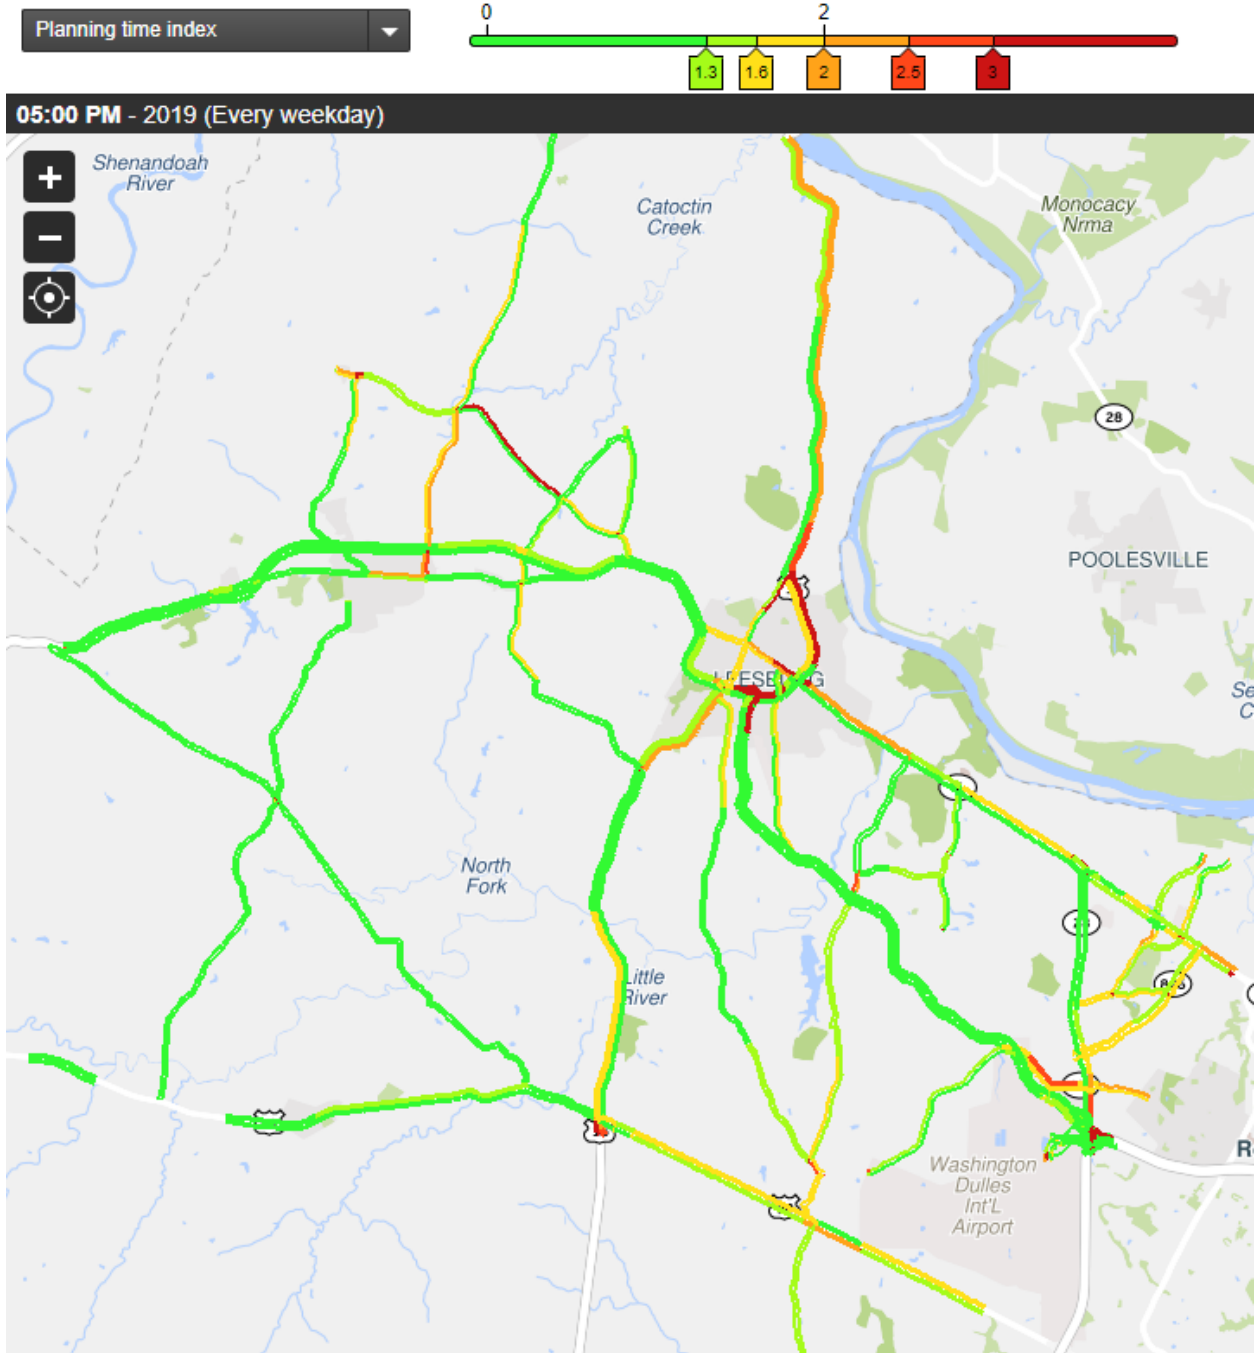 Planning time index
0
2
1.3
1.6
2
2.5
3
05:00 PM - 2019 (Every weekday)
+
−
Shenandoah
River
Catoctin
Creek
Monocacy
Nrma
28
POOLESVILLE
Se
C
North
Fork
Little
River
Washington
Dulles
Int'L
Airport
R